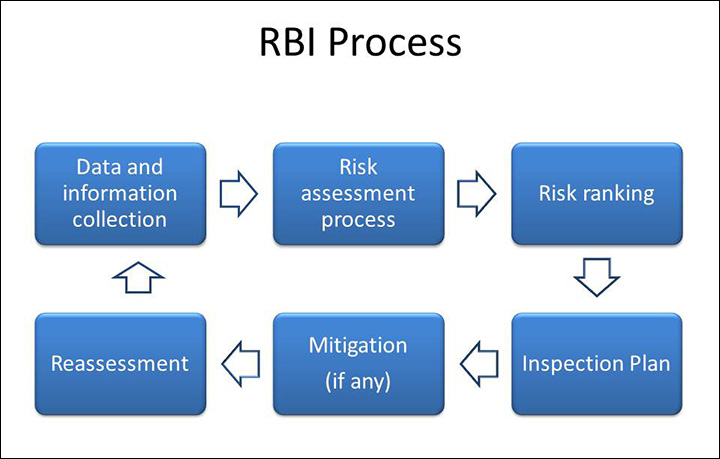 RBI Process
Data and
information
collection
Risk
assessment
process
Risk ranking
Reassessment
Mitigation
(if any)
Inspection Plan